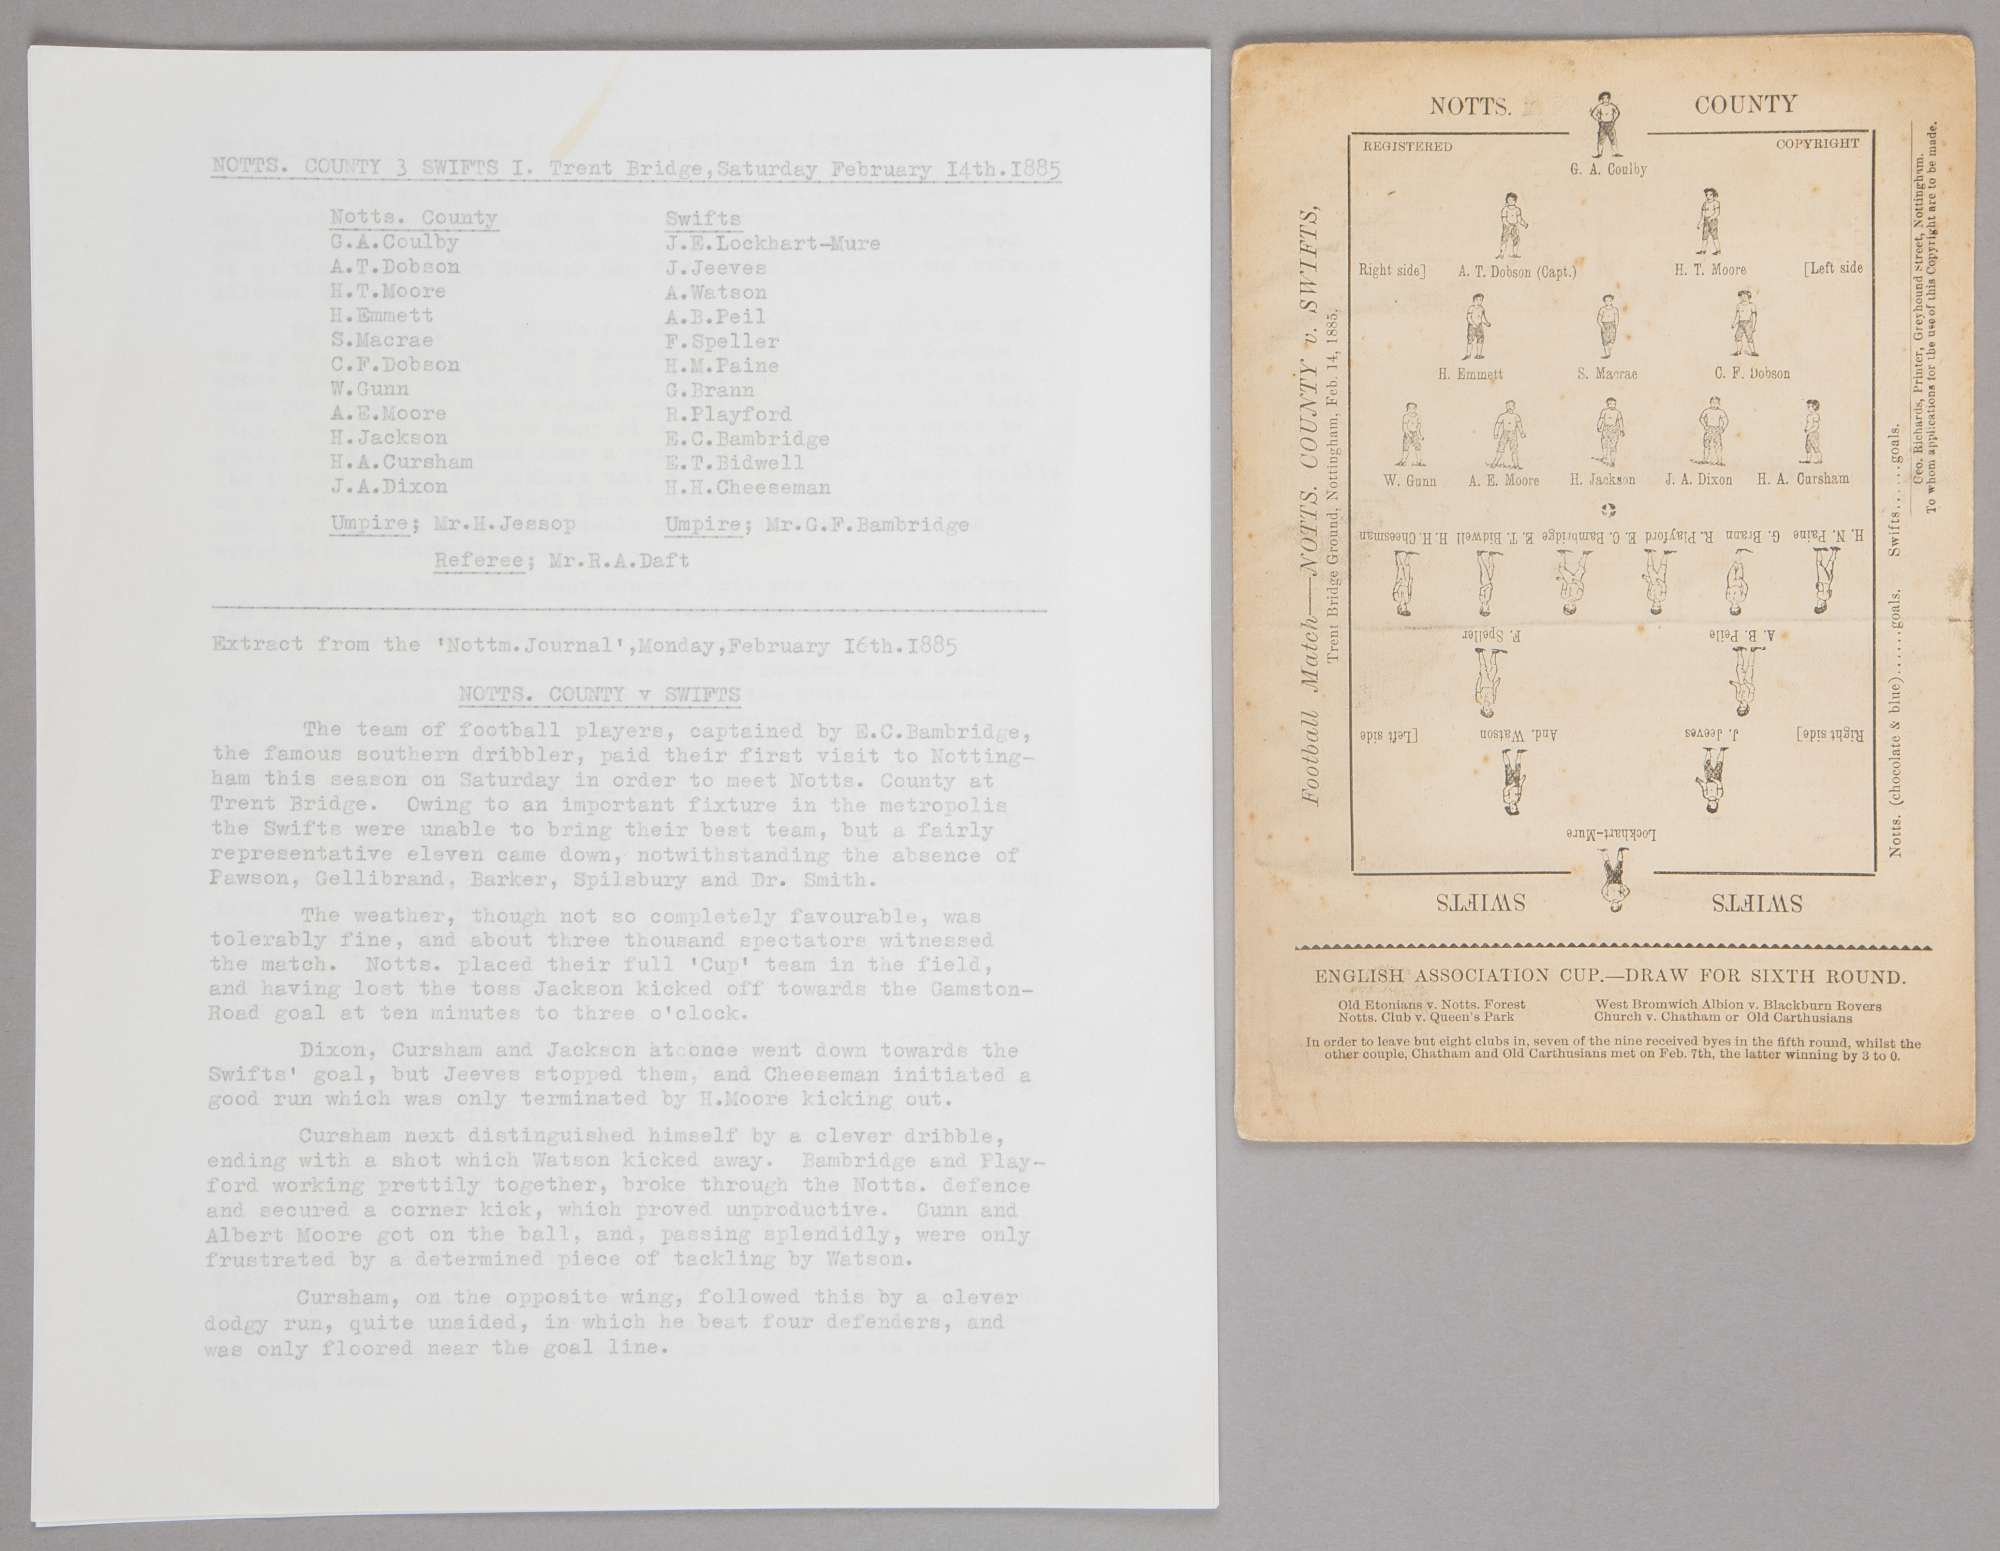 NOTTS. COUNTY 3 SWIFTS I. Trent Bridge,Saturday February I4th.I885
Notts. County
G.A.Coulby
A.T.Dobson
H.T.Moore
H.Emmett
S.Macrae
C.F.Dobson
W.Gunn
A.E.Moore
H.Jackson
H.A.Cursham
J.A.Dixon
Umpire; Mr.H.Jessop
Swifts
J.E.Lockhart-Mure
J.Jeeves
A.Watson
A.B.Peil
F.Speller
H.M.Paine
G.Brann
R.Playford
E.C.Bambridge
E.T.Bidwell
H.H.Cheeseman
Umpire; Mr.G.F.Bambridge
Referee; Mr.R.A.Daft
Extract from the 'Nottm.Journal',Monday,February I6th.I885
NOTTS. COUNTY v SWIFTS
The team of football players, captained by E.C.Bambridge,
the famous southern dribbler, paid their first visit to Notting-
ham this season on Saturday in order to meet Notts. County at
Trent Bridge. Owing to an important fixture in the metropolis
the Swifts were unable to bring their best team, but a fairly
representative eleven came down, notwithstanding the absence of
Pawson, Gellibrand, Barker, Spilsbury and Dr. Smith.
The weather, though not so completely favourable, was
tolerably fine, and about three thousand spectators witnessed
the match. Notts. placed their full 'Cup' team in the field,
and having lost the toss Jackson kicked off towards the Gamston-
Road goal at ten minutes to three o'clock.
Dixon, Cursham and Jackson at once went down towards the
Swifts' goal, but Jeeves stopped them, and Cheeseman initiated a
good run which was only terminated by H.Moore kicking out.
Cursham next distinguished himself by a clever dribble,
ending with a shot which Watson kicked away. Bambridge and Play-
ford working prettily together, broke through the Notts. defence
and secured a corner kick, which proved unproductive. Gunn and
Albert Moore got on the ball, and, passing splendidly, were only
frustrated by a determined piece of tackling by Watson.
Cursham, on the opposite wing, followed this by a clever
dodgy run, quite unaided, in which he beat four defenders, and
was only floored near the goal line.
NOTTS. COUNTY
REGISTERED COPYRIGHT
G. A. Coulby
Right side] A. T. Dobson (Capt.) H. T. Moore [Left side
H. Emmett S. Macrae C. F. Dobson
W. Gunn A. E. Moore H. Jackson J. A. Dixon H. A. Cursham
H. N. Paine G. Brann R. Playford E. C. Bambridge E. T. Bidwell H. H. Cheesman
A. B. Peile F. Speller
Right side] J. Jeeves And. Watson [Left side
Lockhart-Mure
SWIFTS SWIFTS
Football Match—NOTTS. COUNTY v. SWIFTS,
Trent Bridge Ground, Nottingham, Feb. 14, 1885.
Notts. (chocolate & blue)......goals. Swifts......goals.
Geo. Richards, Printer, Greyhound Street, Nottingham.
To whom applications for the use of this Copyright are to be made.
ENGLISH ASSOCIATION CUP.—DRAW FOR SIXTH ROUND.
Old Etonians v. Notts. Forest
Notts. Club v. Queen's Park
West Bromwich Albion v. Blackburn Rovers
Church v. Chatham or Old Carthusians
In order to leave but eight clubs in, seven of the nine received byes in the fifth round, whilst the
other couple, Chatham and Old Carthusians met on Feb. 7th, the latter winning by 3 to 0.